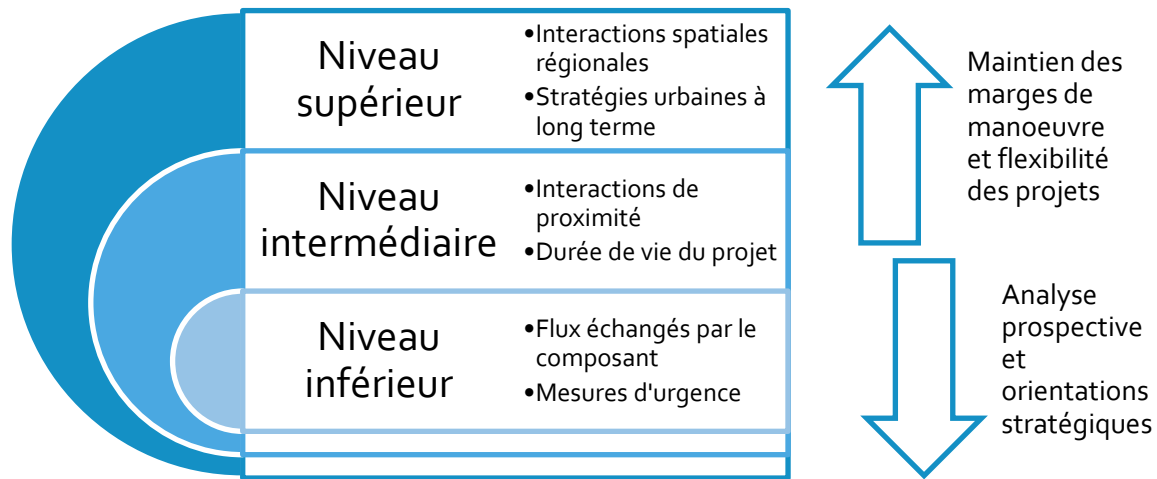 Niveau
supérieur
•Interactions spatiales
régionales
•Stratégies urbaines à
long terme
Niveau
intermédiaire
•Interactions de
proximité
•Durée de vie du projet
Niveau
inférieur
•Flux échangés par le
composant
•Mesures d'urgence
Maintien des
marges de
manoeuvre
et flexibilité
des projets
Analyse
prospective
et
orientations
stratégiques